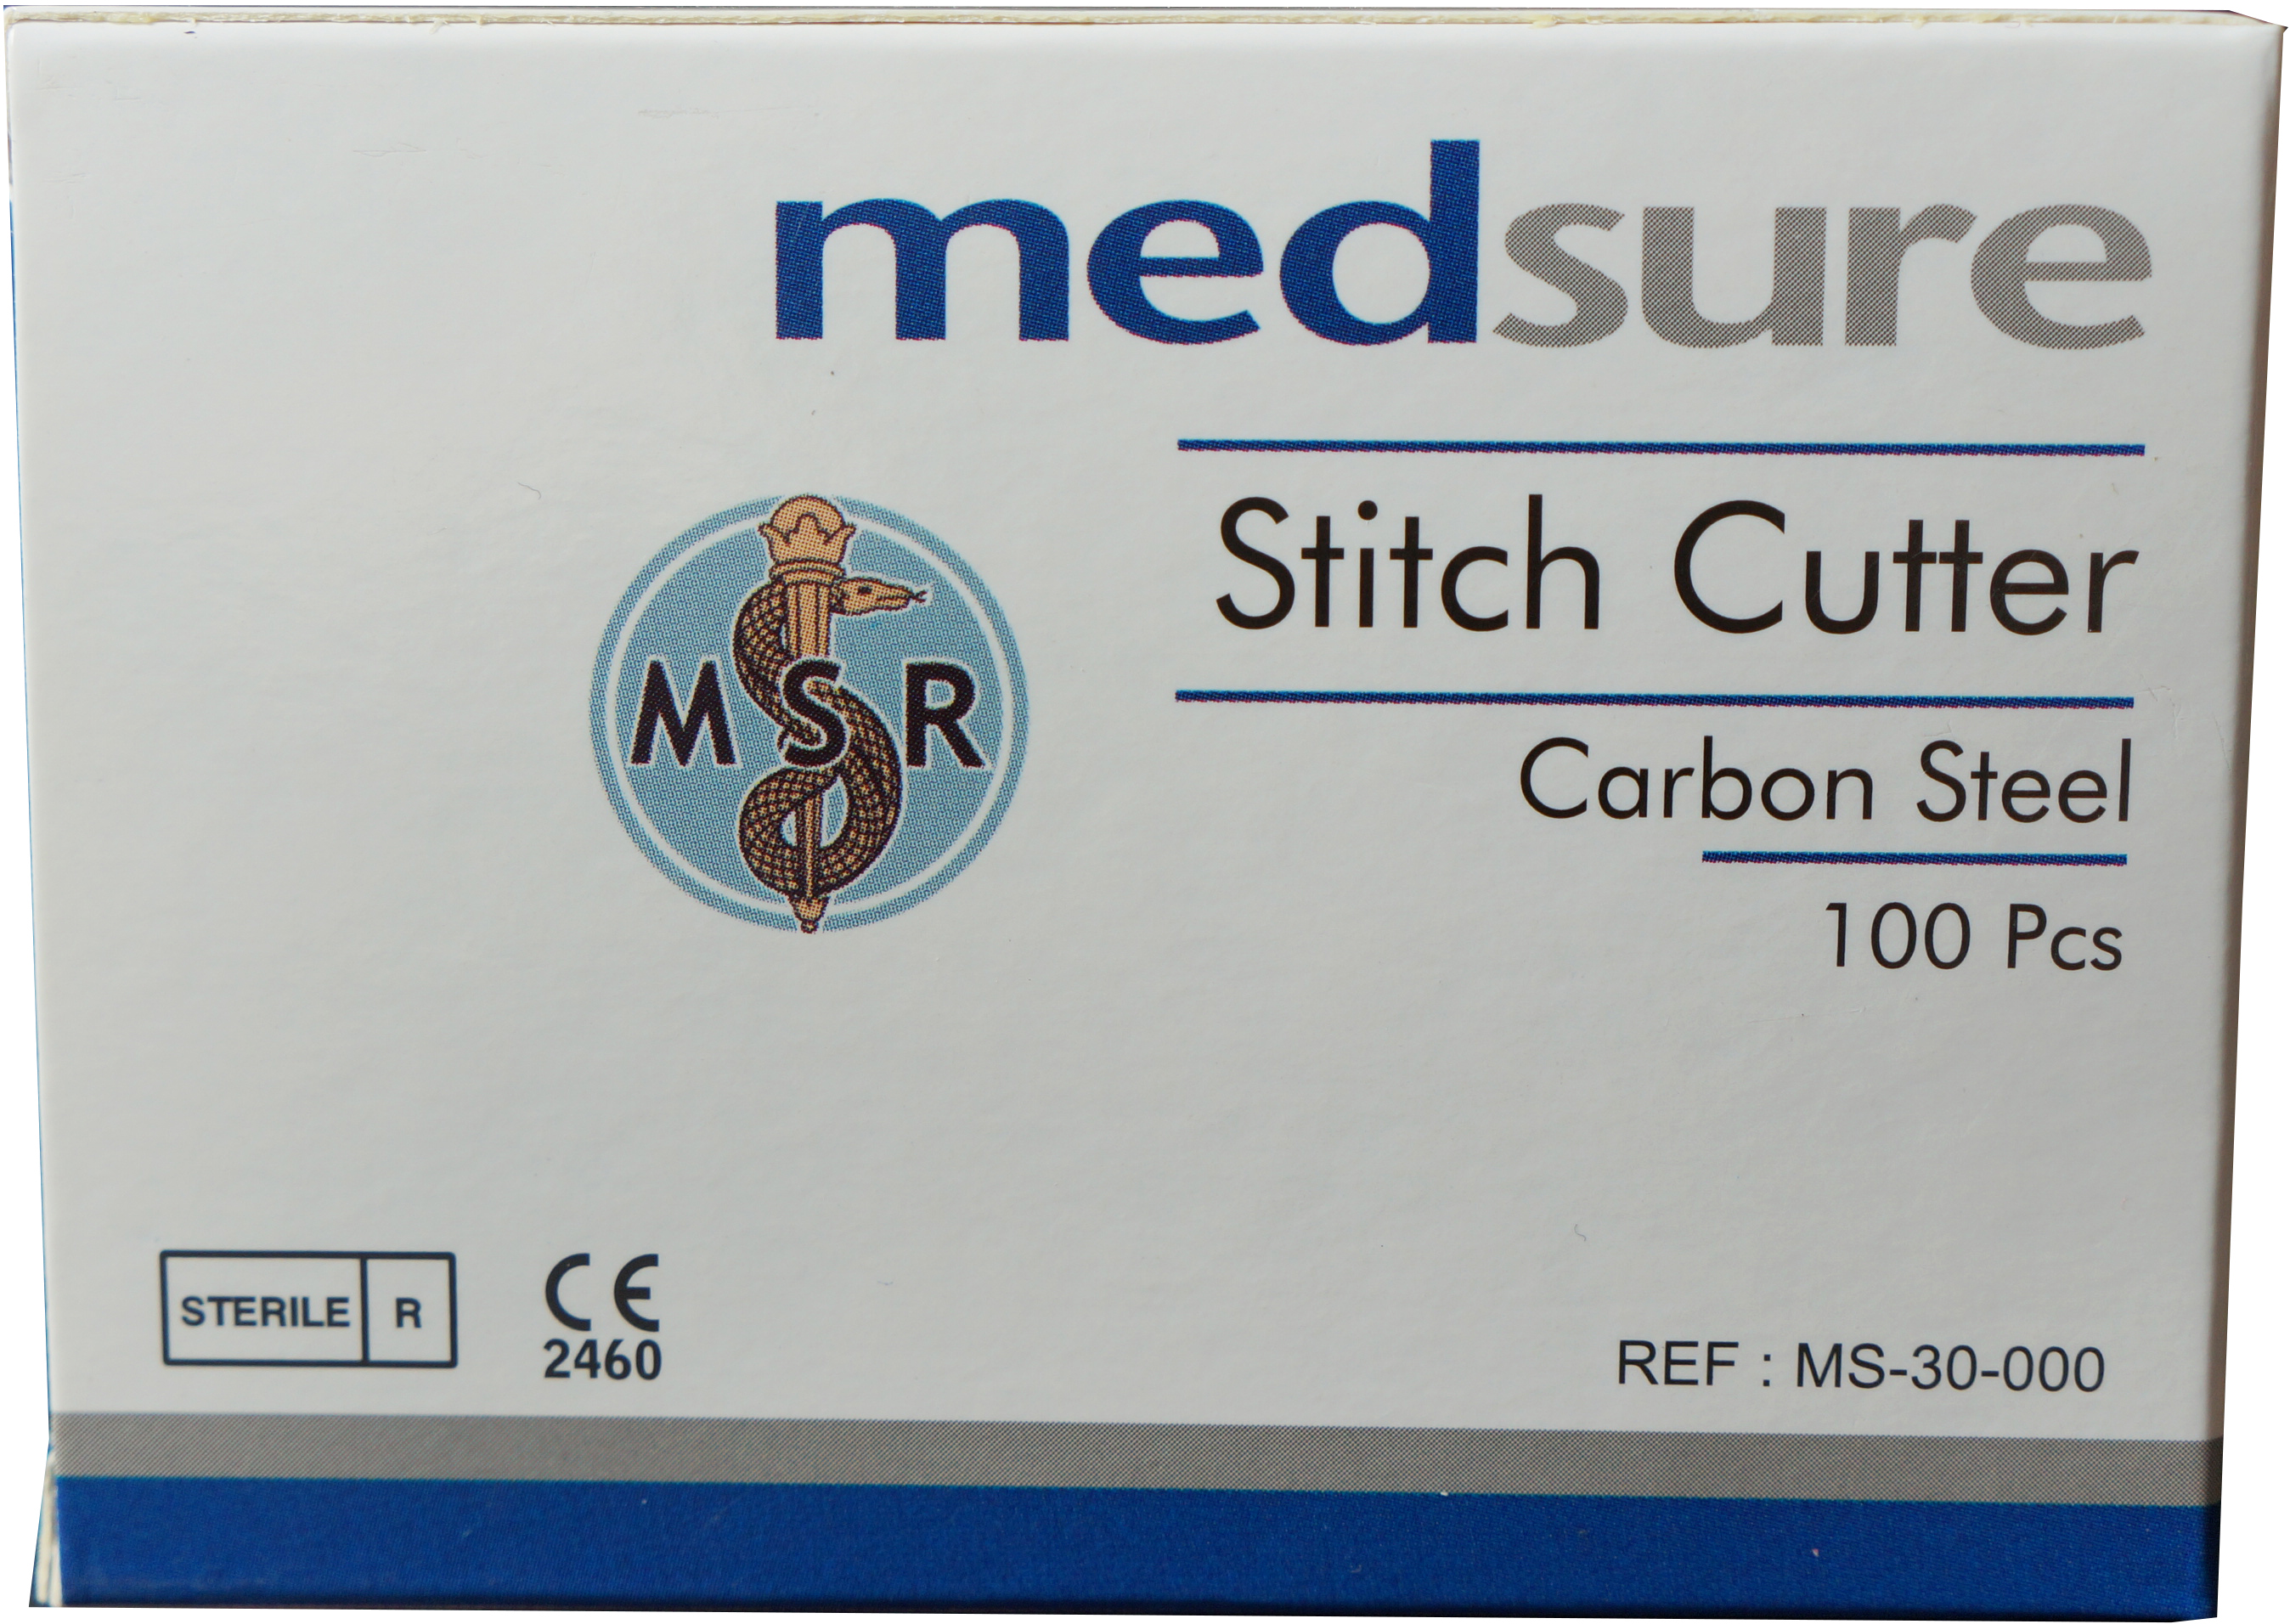 medsure
Stitch Cutter
MSR
Carbon Steel
100 Pcs
STERILE R
CE
2460
REF : MS-30-000